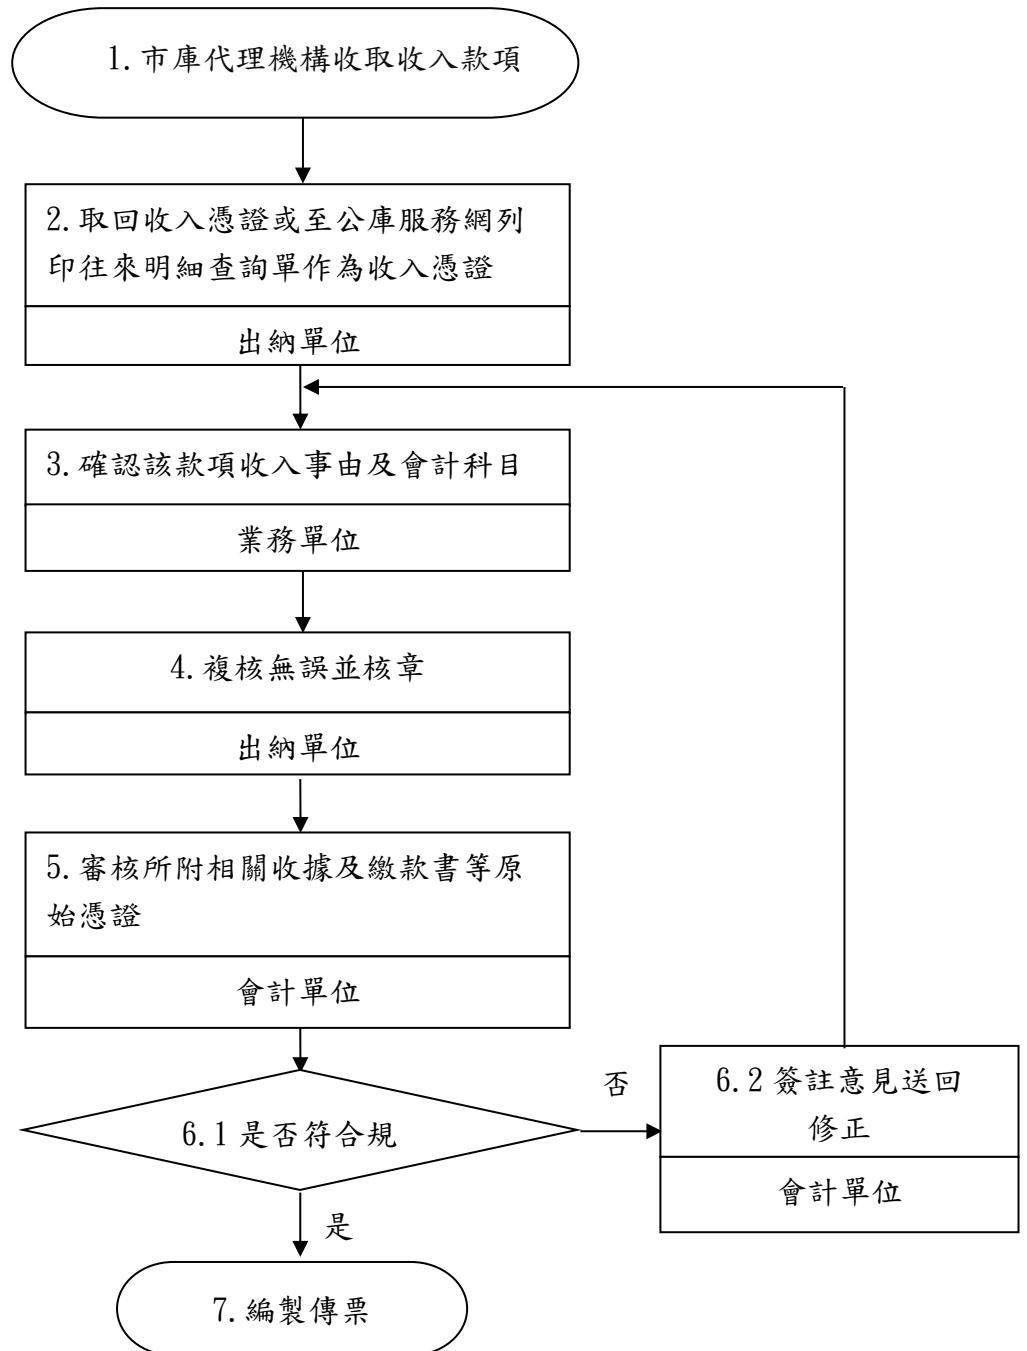 1.市庫代理機構收取收入款項
2.取回收入憑證或至公庫服務網列
印往來明細查詢單作為收入憑證
出納單位
3.確認該款項收入事由及會計科目
業務單位
4.複核無誤並核章
出納單位
5.審核所附相關收據及繳款書等原
始憑證
會計單位
6.1 是否符合規
否
6.2 簽註意見送回
修正
會計單位
是
7.編製傳票